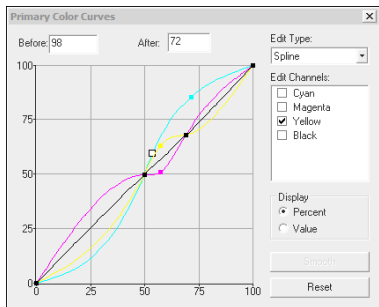 Primary Color Curves
Before: 98
After: 72
Edit Type:
Spline
Edit Channels:
Cyan
Magenta
Yellow
Black
Display
Percent
Value
Smooth
Reset
100
75
50
25
0
0
25
50
75
100